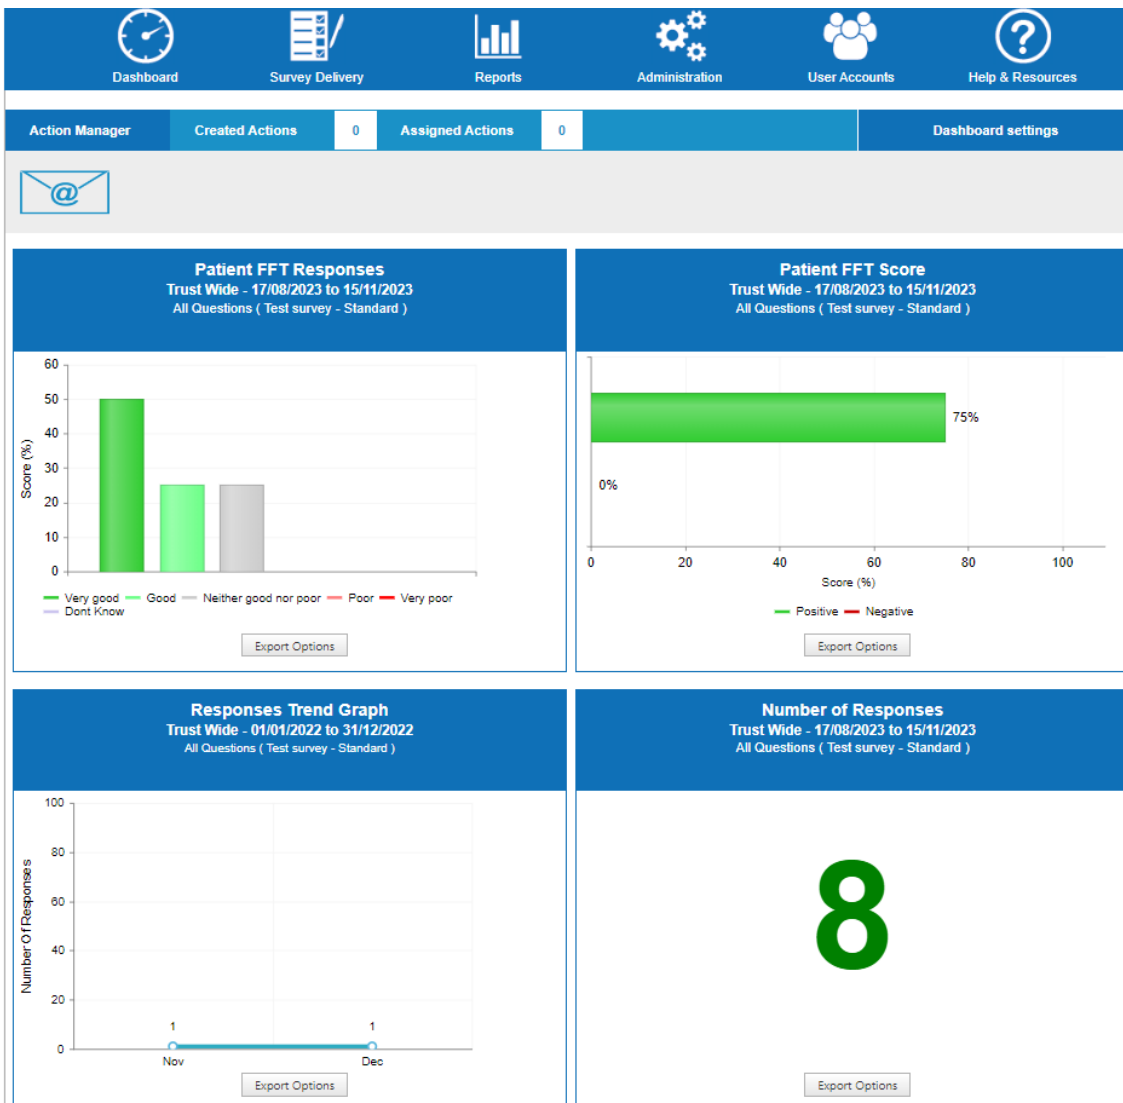 Dashboard
Survey Delivery
Reports
Administration
User Accounts
Help & Resources
Action Manager
Created Actions
0
Assigned Actions
0
Dashboard settings
@
Patient FFT Responses
Trust Wide - 17/08/2023 to 15/11/2023
All Questions ( Test survey - Standard )
60
50
40
30
20
10
0
Score (%)
Very good
Good
Neither good nor poor
Poor
Very poor
Dont Know
Export Options
Patient FFT Score
Trust Wide - 17/08/2023 to 15/11/2023
All Questions ( Test survey - Standard )
75%
0%
0
20
40
60
80
100
Score (%)
Positive
Negative
Export Options
Responses Trend Graph
Trust Wide - 01/01/2022 to 31/12/2022
All Questions ( Test survey - Standard )
100
80
60
40
20
0
Number Of Responses
1
1
Nov
Dec
Export Options
Number of Responses
Trust Wide - 17/08/2023 to 15/11/2023
All Questions ( Test survey - Standard )
8
Export Options